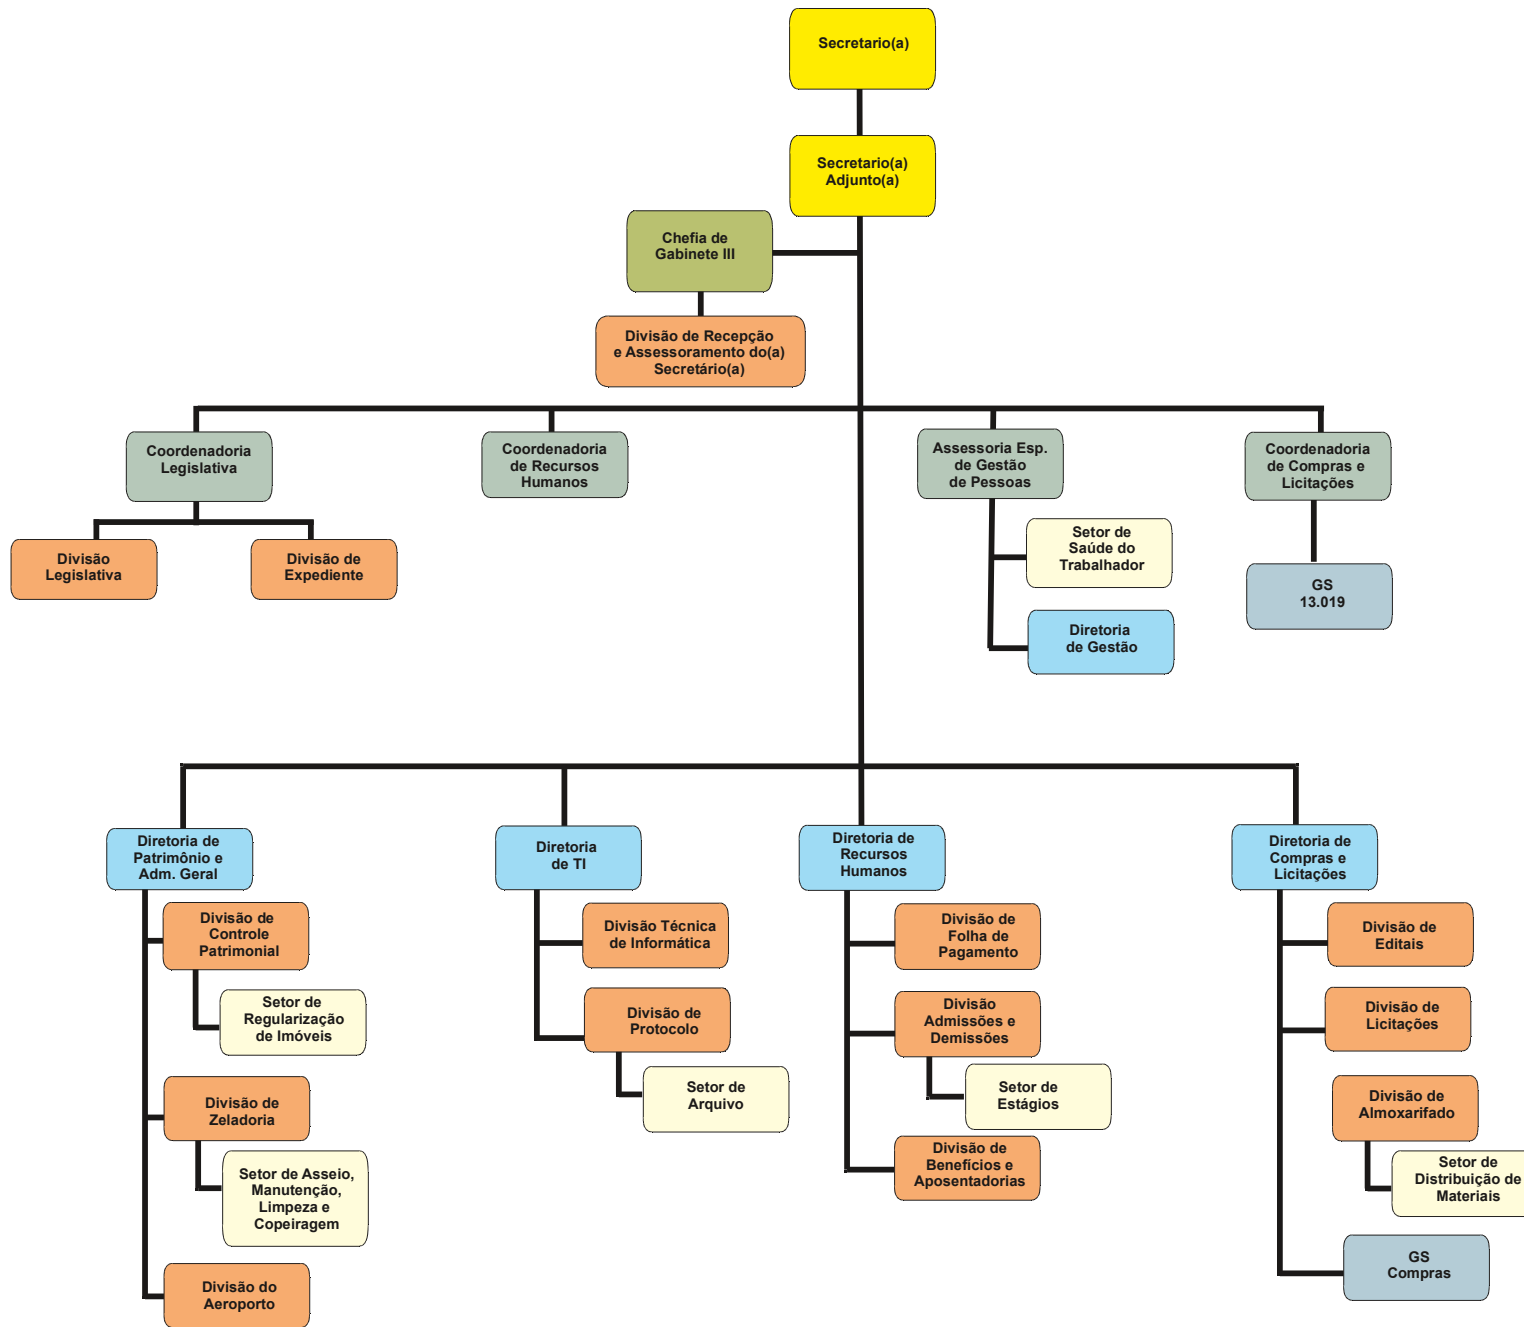 Secretario(a)
Secretario(a)
Adjunto(a)
Chefia de
Gabinete III
Divisão de Recepção
e Assessoramento do(a)
Secretário(a)
Coordenadoria
Legislativa
Coordenadoria
de Recursos
Humanos
Assessoria Esp.
de Gestão
de Pessoas
Coordenadoria
de Compras e
Licitações
Divisão
Legislativa
Divisão de
Expediente
Setor de
Saúde do
Trabalhador
GS
13.019
Diretoria
de Gestão
Diretoria de
Patrimônio e
Adm. Geral
Diretoria
de TI
Diretoria de
Recursos
Humanos
Diretoria de
Compras e
Licitações
Divisão de
Controle
Patrimonial
Setor de
Regularização
de Imóveis
Divisão de
Zeladoria
Setor de Asseio,
Manutenção,
Limpeza e
Copeiragem
Divisão do
Aeroporto
Divisão Técnica
de Informática
Divisão de
Protocolo
Setor de
Arquivo
Divisão de
Folha de
Pagamento
Divisão
Admissões e
Demissões
Setor de
Estágios
Divisão de
Benefícios e
Aposentadorias
Divisão de
Editais
Divisão de
Licitações
Divisão de
Almoxarifado
Setor de
Distribuição de
Materiais
GS
Compras